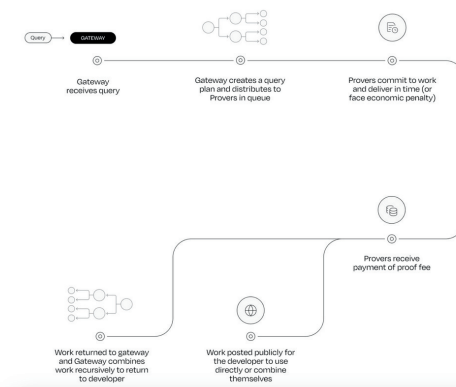 Query
GATEWAY
Gateway
receives query
Gateway creates a query
plan and distributes to
Provers in queue
Provers commit to work
and deliver in time (or
face economic penalty)
Provers receive
payment of proof fee
Work returned to gateway
and Gateway combines
work recursively to return
to developer
Work posted publicly for
the developer to use
directly or combine
themselves